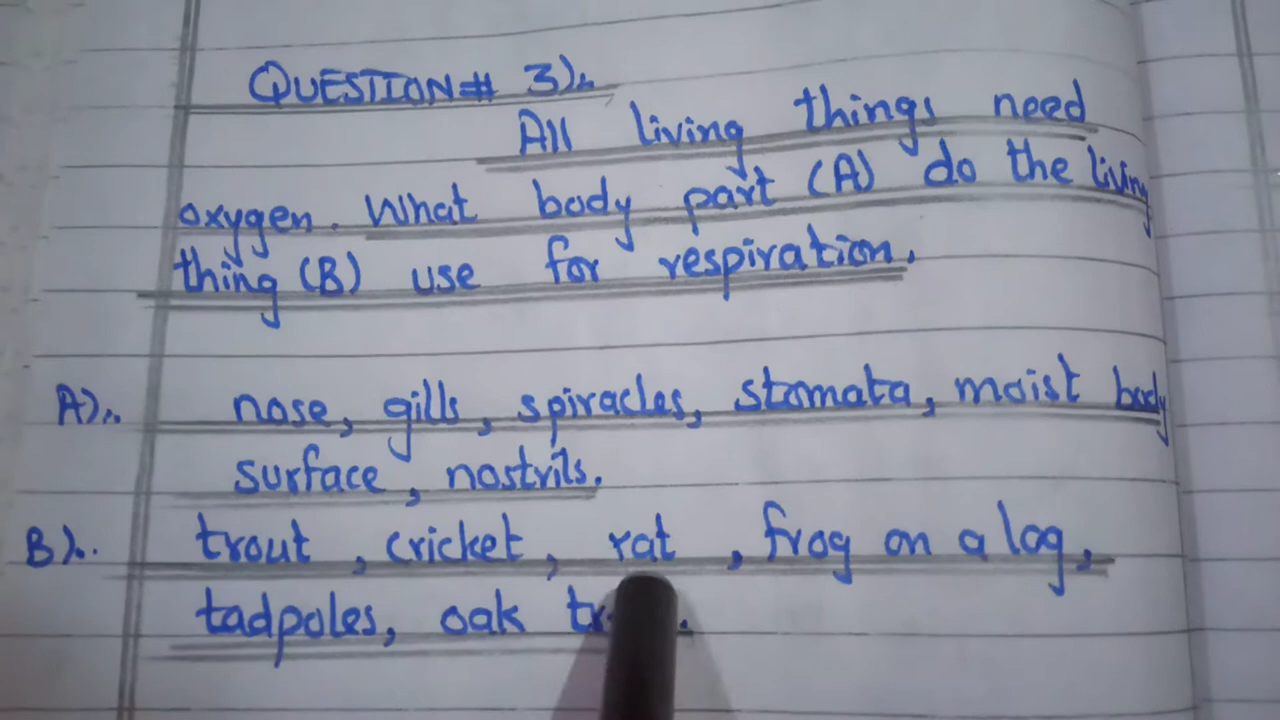 QUESTION# 3)..
All living things need
oxygen. What body part (A) do the living
thing (B) use for respiration.
A).. nose, gills, spiracles, stomata, moist body
surface, nostrils.
B).. trout, cricket, rat, frog on a log,
tadpoles, oak